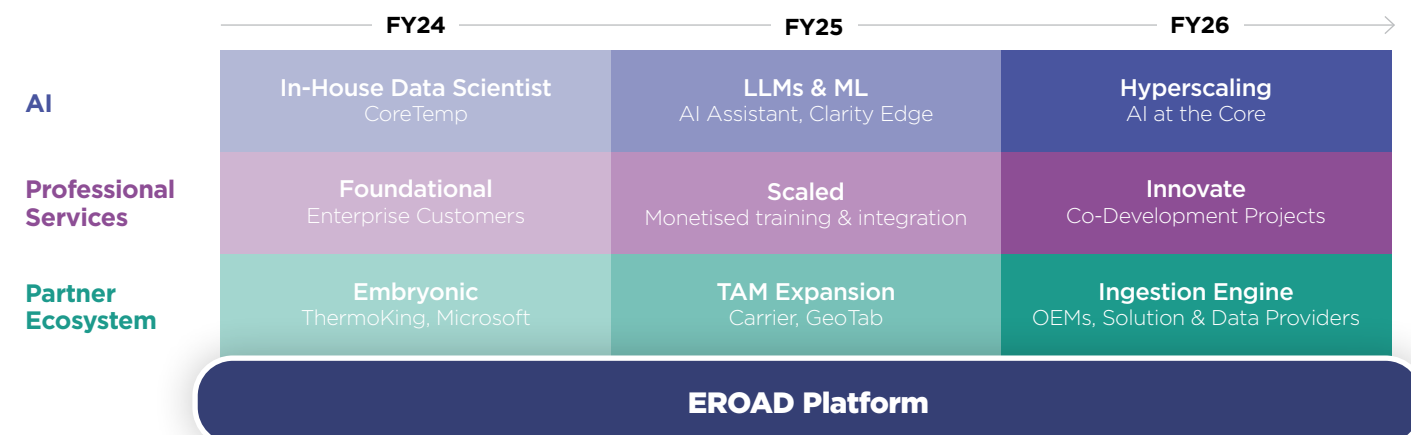 FY24 FY25 FY26
AI
In-House Data Scientist
CoreTemp
LLMs & ML
AI Assistant, Clarity Edge
Hyperscaling
AI at the Core
Professional
Services
Foundational
Enterprise Customers
Scaled
Monetised training & integration
Innovate
Co-Development Projects
Partner
Ecosystem
Embryonic
ThermoKing, Microsoft
TAM Expansion
Carrier, GeoTab
Ingestion Engine
OEMs, Solution & Data Providers
EROAD Platform